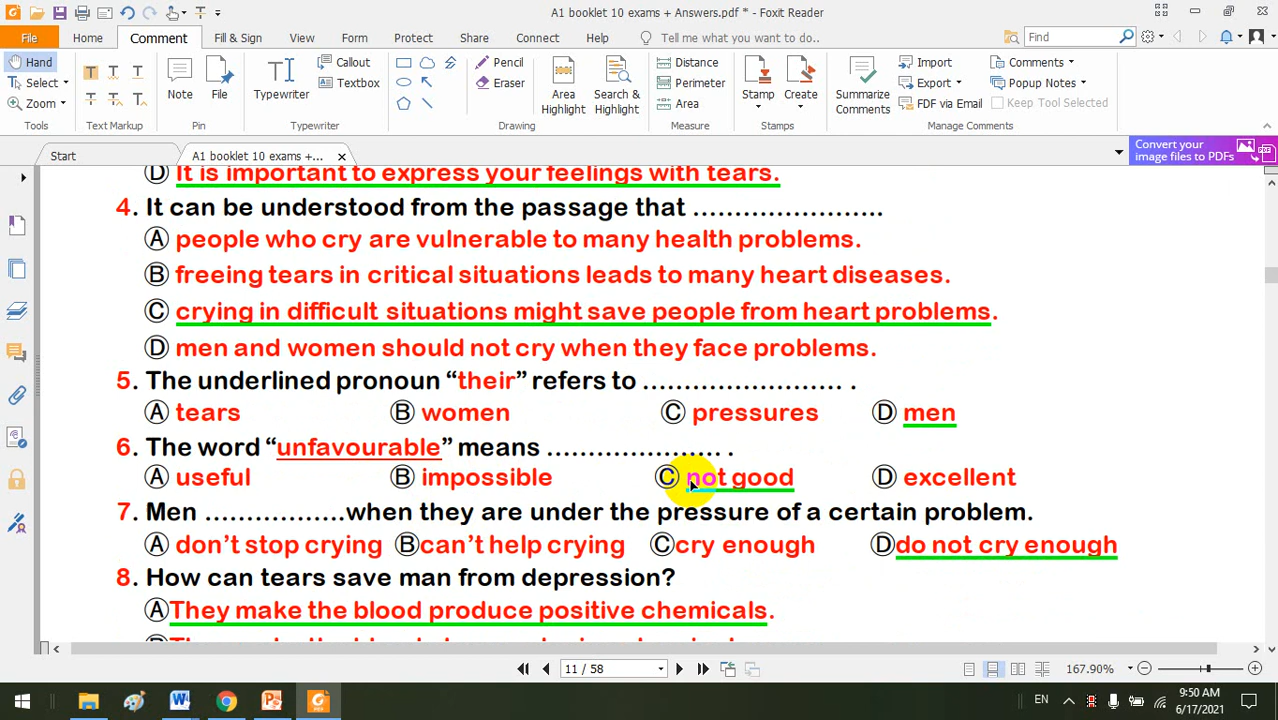 A1 booklet 10 exams + Answers.pdf * - Foxit Reader
File Home Comment Fill & Sign View Form Protect Share Connect Help Tell me what you want to do.. Find
Hand
Select
Zoom
Tools
Text Markup
Note
File
Pin
Typewriter
Callout
Textbox
Typewriter
Pencil
Eraser
Drawing
Area Highlight
Search & Highlight
Distance
Perimeter
Area
Measure
Stamp
Create
Stamps
Summarize Comments
Import
Export
FDF via Email
Comments
Popup Notes
Keep Tool Selected
Manage Comments
Start
A1 booklet 10 exams +...
Convert your
image files to PDFs
PDF
D It is important to express your feelings with tears.
4. It can be understood from the passage that …………………..
A people who cry are vulnerable to many health problems.
B freeing tears in critical situations leads to many heart diseases.
C crying in difficult situations might save people from heart problems.
D men and women should not cry when they face problems.
5. The underlined pronoun “their” refers to …………………… .
A tears B women C pressures D men
6. The word “unfavourable” means ………………… .
A useful B impossible C not good D excellent
7. Men ……………..when they are under the pressure of a certain problem.
A don’t stop crying B can’t help crying C cry enough D do not cry enough
8. How can tears save man from depression?
A They make the blood produce positive chemicals.
11 / 58
167.90%
EN
9:50 AM
6/17/2021